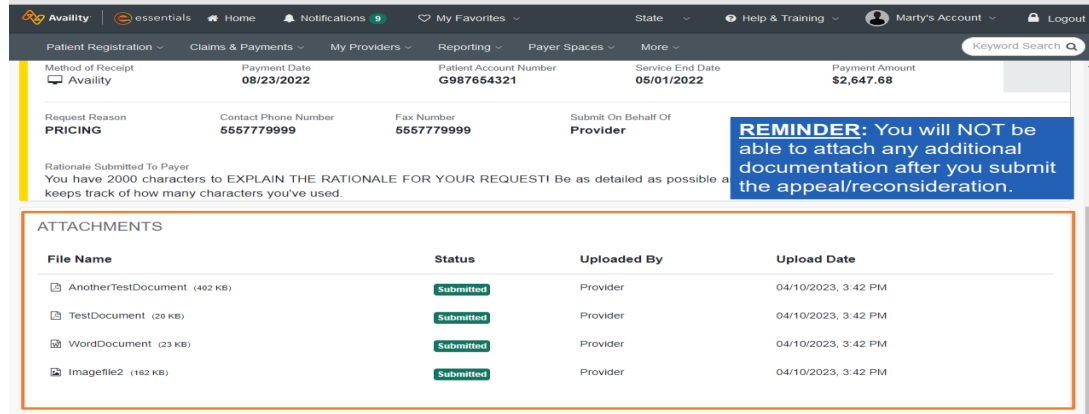 Availity essentials Home Notifications 9 My Favorites State Help & Training Marty's Account Logout
Patient Registration Claims & Payments My Providers Reporting Payer Spaces More Keyword Search
Method of Receipt Payment Date Patient Account Number Service End Date Payment Amount
Availity 08/23/2022 G987654321 05/01/2022 $2,647.68
Request Reason Contact Phone Number Fax Number Submit On Behalf Of
PRICING 5557779999 5557779999 Provider
REMINDER: You will NOT be
able to attach any additional
documentation after you submit
the appeal/reconsideration.
Rationale Submitted To Payer
You have 2000 characters to EXPLAIN THE RATIONALE FOR YOUR REQUEST! Be as detailed as possible
keeps track of how many characters you've used.
ATTACHMENTS
File Name Status Uploaded By Upload Date
AnotherTestDocument (402 KB) Submitted Provider 04/10/2023, 3:42 PM
TestDocument (20 KB) Submitted Provider 04/10/2023, 3:42 PM
WordDocument (23 KB) Submitted Provider 04/10/2023, 3:42 PM
Imagefile2 (162 KB) Submitted Provider 04/10/2023, 3:42 PM